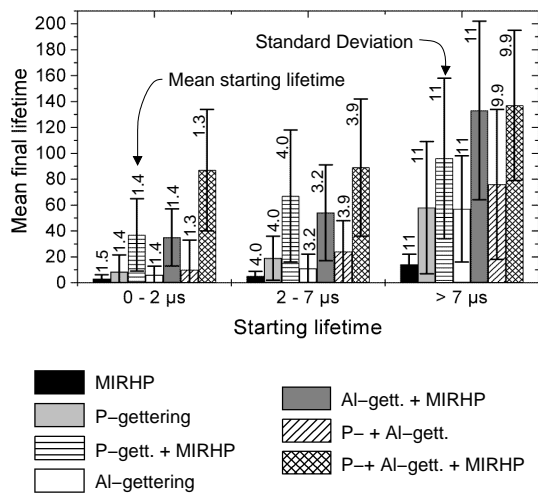 200
180
160
140
120
100
80
60
40
20
0
Mean final lifetime
Mean starting lifetime
Standard Deviation
1.5
1.4
1.4
1.4
1.4
1.3
1.3
4.0
4.0
4.0
3.2
3.2
3.9
3.9
11
11
11
11
11
9.9
9.9
0 - 2 µs
2 - 7 µs
> 7 µs
Starting lifetime
MIRHP
P−gettering
P−gett. + MIRHP
Al−gettering
Al−gett. + MIRHP
P− + Al−gett.
P−+ Al−gett. + MIRHP